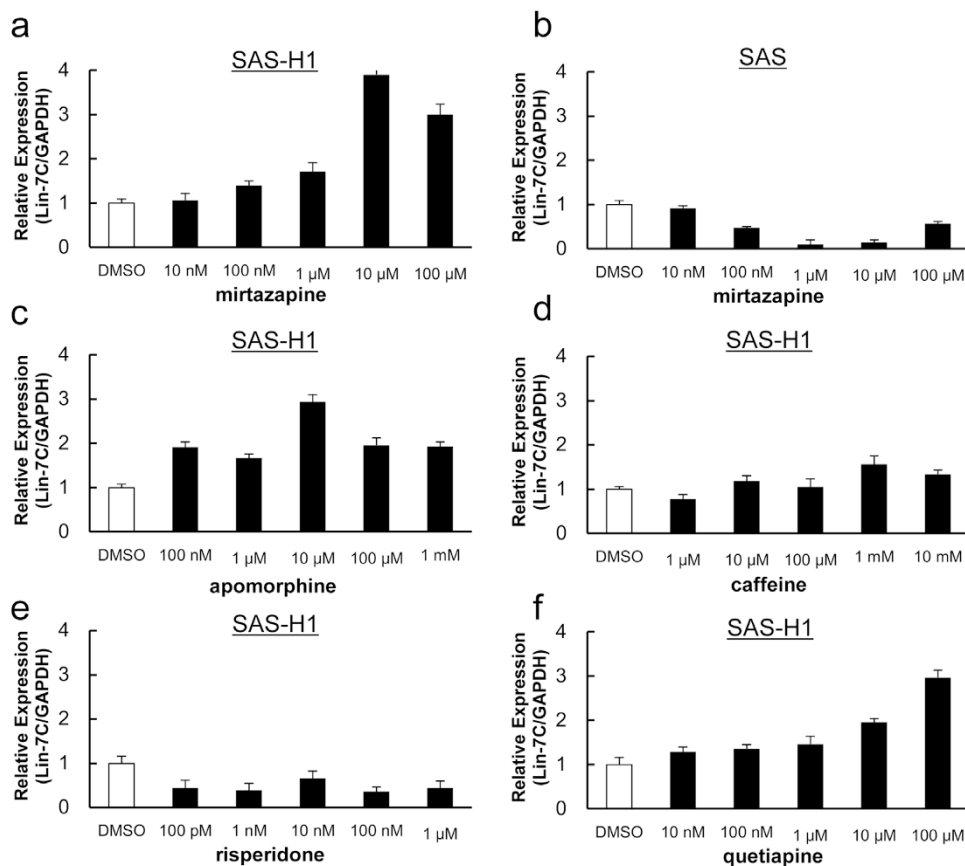 a
SAS-H1
Relative Expression
(Lin-7C/GAPDH)
4
3
2
1
0
DMSO 10 nM 100 nM 1 µM 10 µM 100 µM
mirtazapine
b
SAS
Relative Expression
(Lin-7C/GAPDH)
4
3
2
1
0
DMSO 10 nM 100 nM 1 µM 10 µM 100 µM
mirtazapine
c
SAS-H1
Relative Expression
(Lin-7C/GAPDH)
4
3
2
1
0
DMSO 100 nM 1 µM 10 µM 100 µM 1 mM
apomorphine
d
SAS-H1
Relative Expression
(Lin-7C/GAPDH)
4
3
2
1
0
DMSO 1 µM 10 µM 100 µM 1 mM 10 mM
caffeine
e
SAS-H1
Relative Expression
(Lin-7C/GAPDH)
4
3
2
1
0
DMSO 100 pM 1 nM 10 nM 100 nM 1 µM
risperidone
f
SAS-H1
Relative Expression
(Lin-7C/GAPDH)
4
3
2
1
0
DMSO 10 nM 100 nM 1 µM 10 µM 100 µM
quetiapine